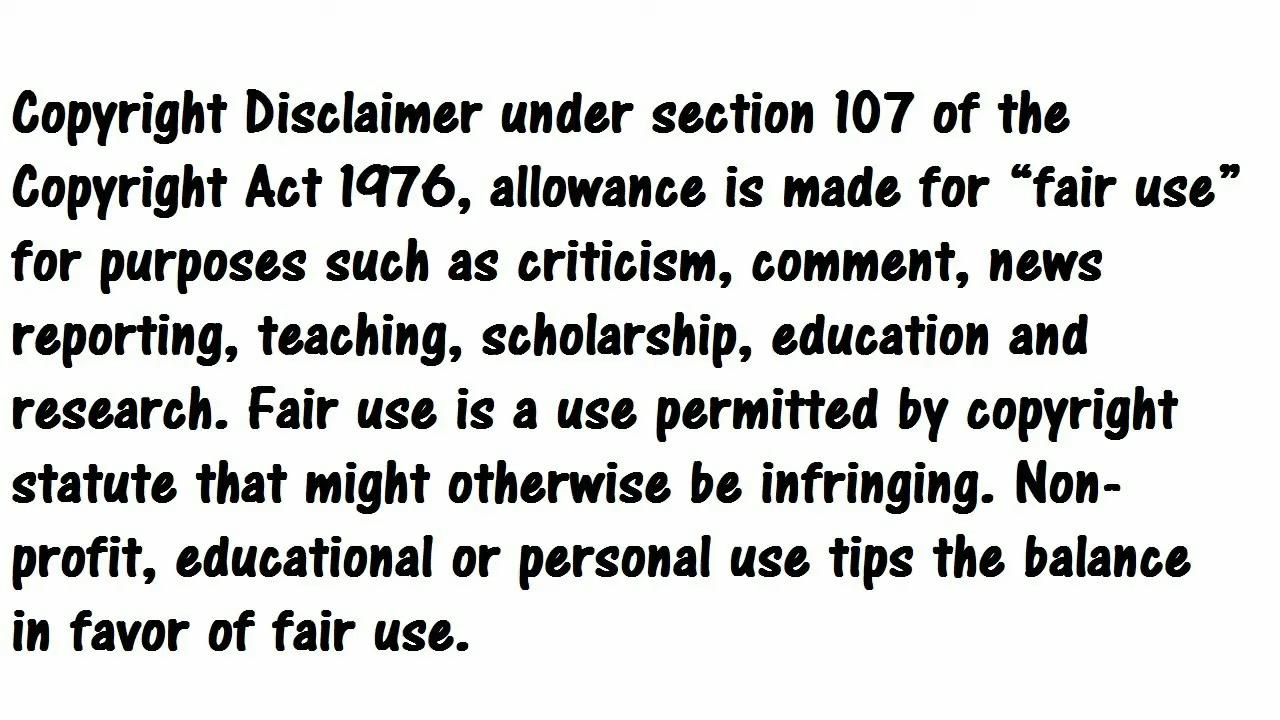 Copyright Disclaimer under section 107 of the
Copyright Act 1976, allowance is made for “fair use”
for purposes such as criticism, comment, news
reporting, teaching, scholarship, education and
research. Fair use is a use permitted by copyright
statute that might otherwise be infringing. Non-
profit, educational or personal use tips the balance
in favor of fair use.